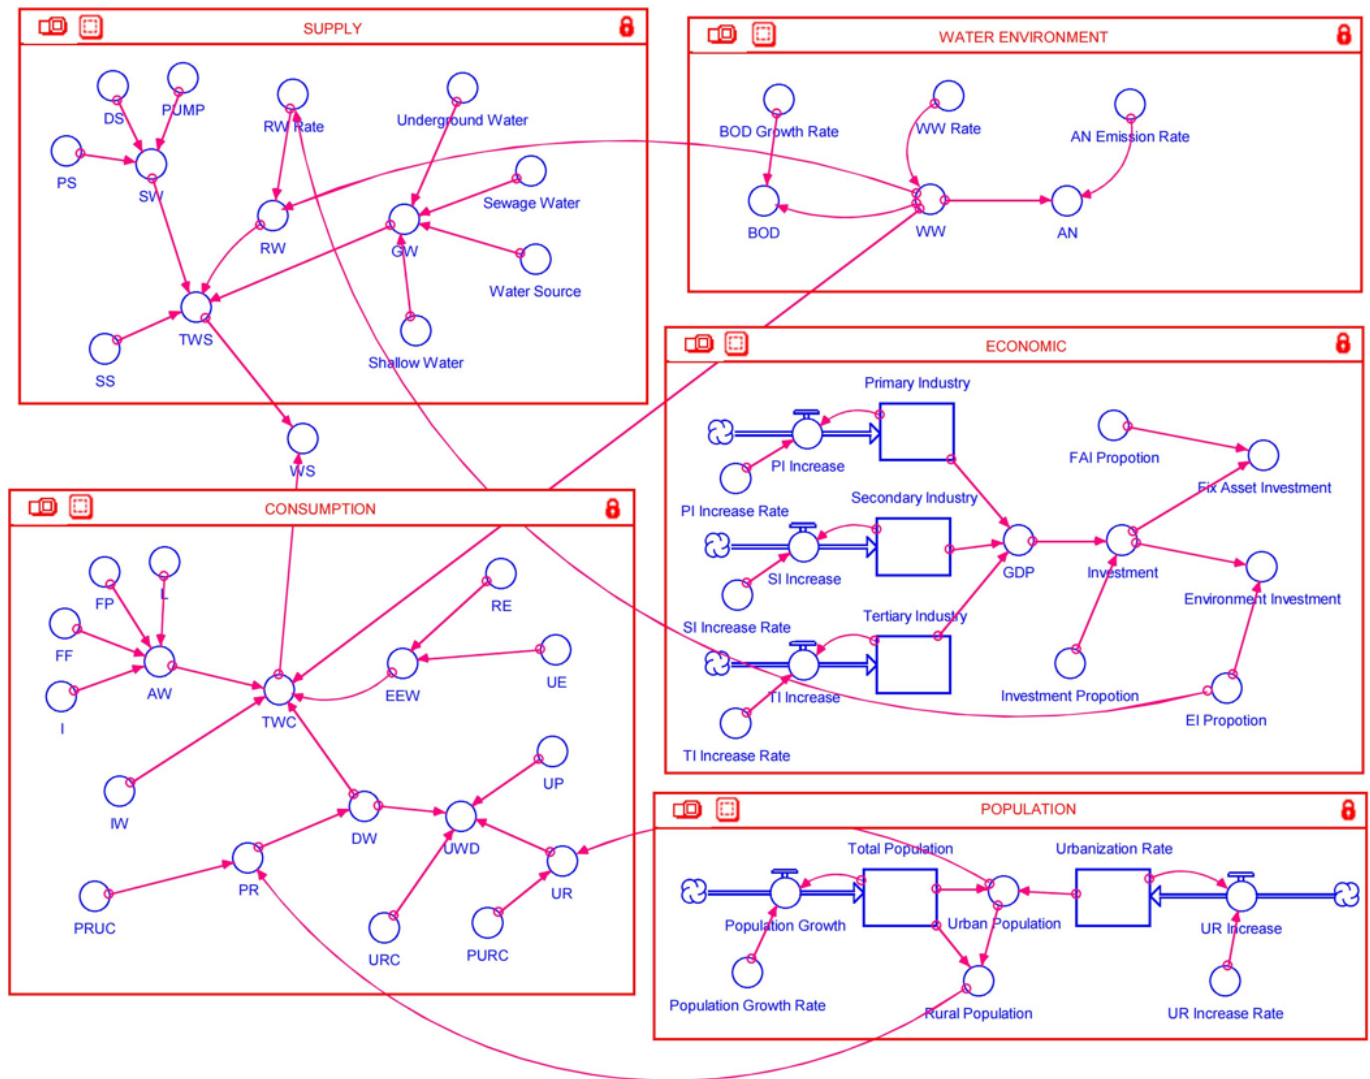 SUPPLY
DS
PUMP
RW Rate
Underground Water
PS
SW
Sewage Water
RW
GW
Water Source
TWS
SS
Shallow Water
WS
WATER ENVIRONMENT
BOD Growth Rate
WW Rate
AN Emission Rate
BOD
WW
AN
ECONOMIC
Primary Industry
PI Increase
FAI Propotion
Fix Asset Investment
PI Increase Rate
Secondary Industry
SI Increase
GDP
Investment
Environment Investment
SI Increase Rate
Tertiary Industry
TI Increase
Investment Propotion
EI Propotion
TI Increase Rate
CONSUMPTION
FP
L
RE
FF
AW
EEW
UE
I
TWC
UP
IW
DW
UWD
PR
UR
PRUC
URC
PURC
POPULATION
Total Population
Urbanization Rate
Population Growth
Urban Population
UR Increase
Population Growth Rate
Rural Population
UR Increase Rate